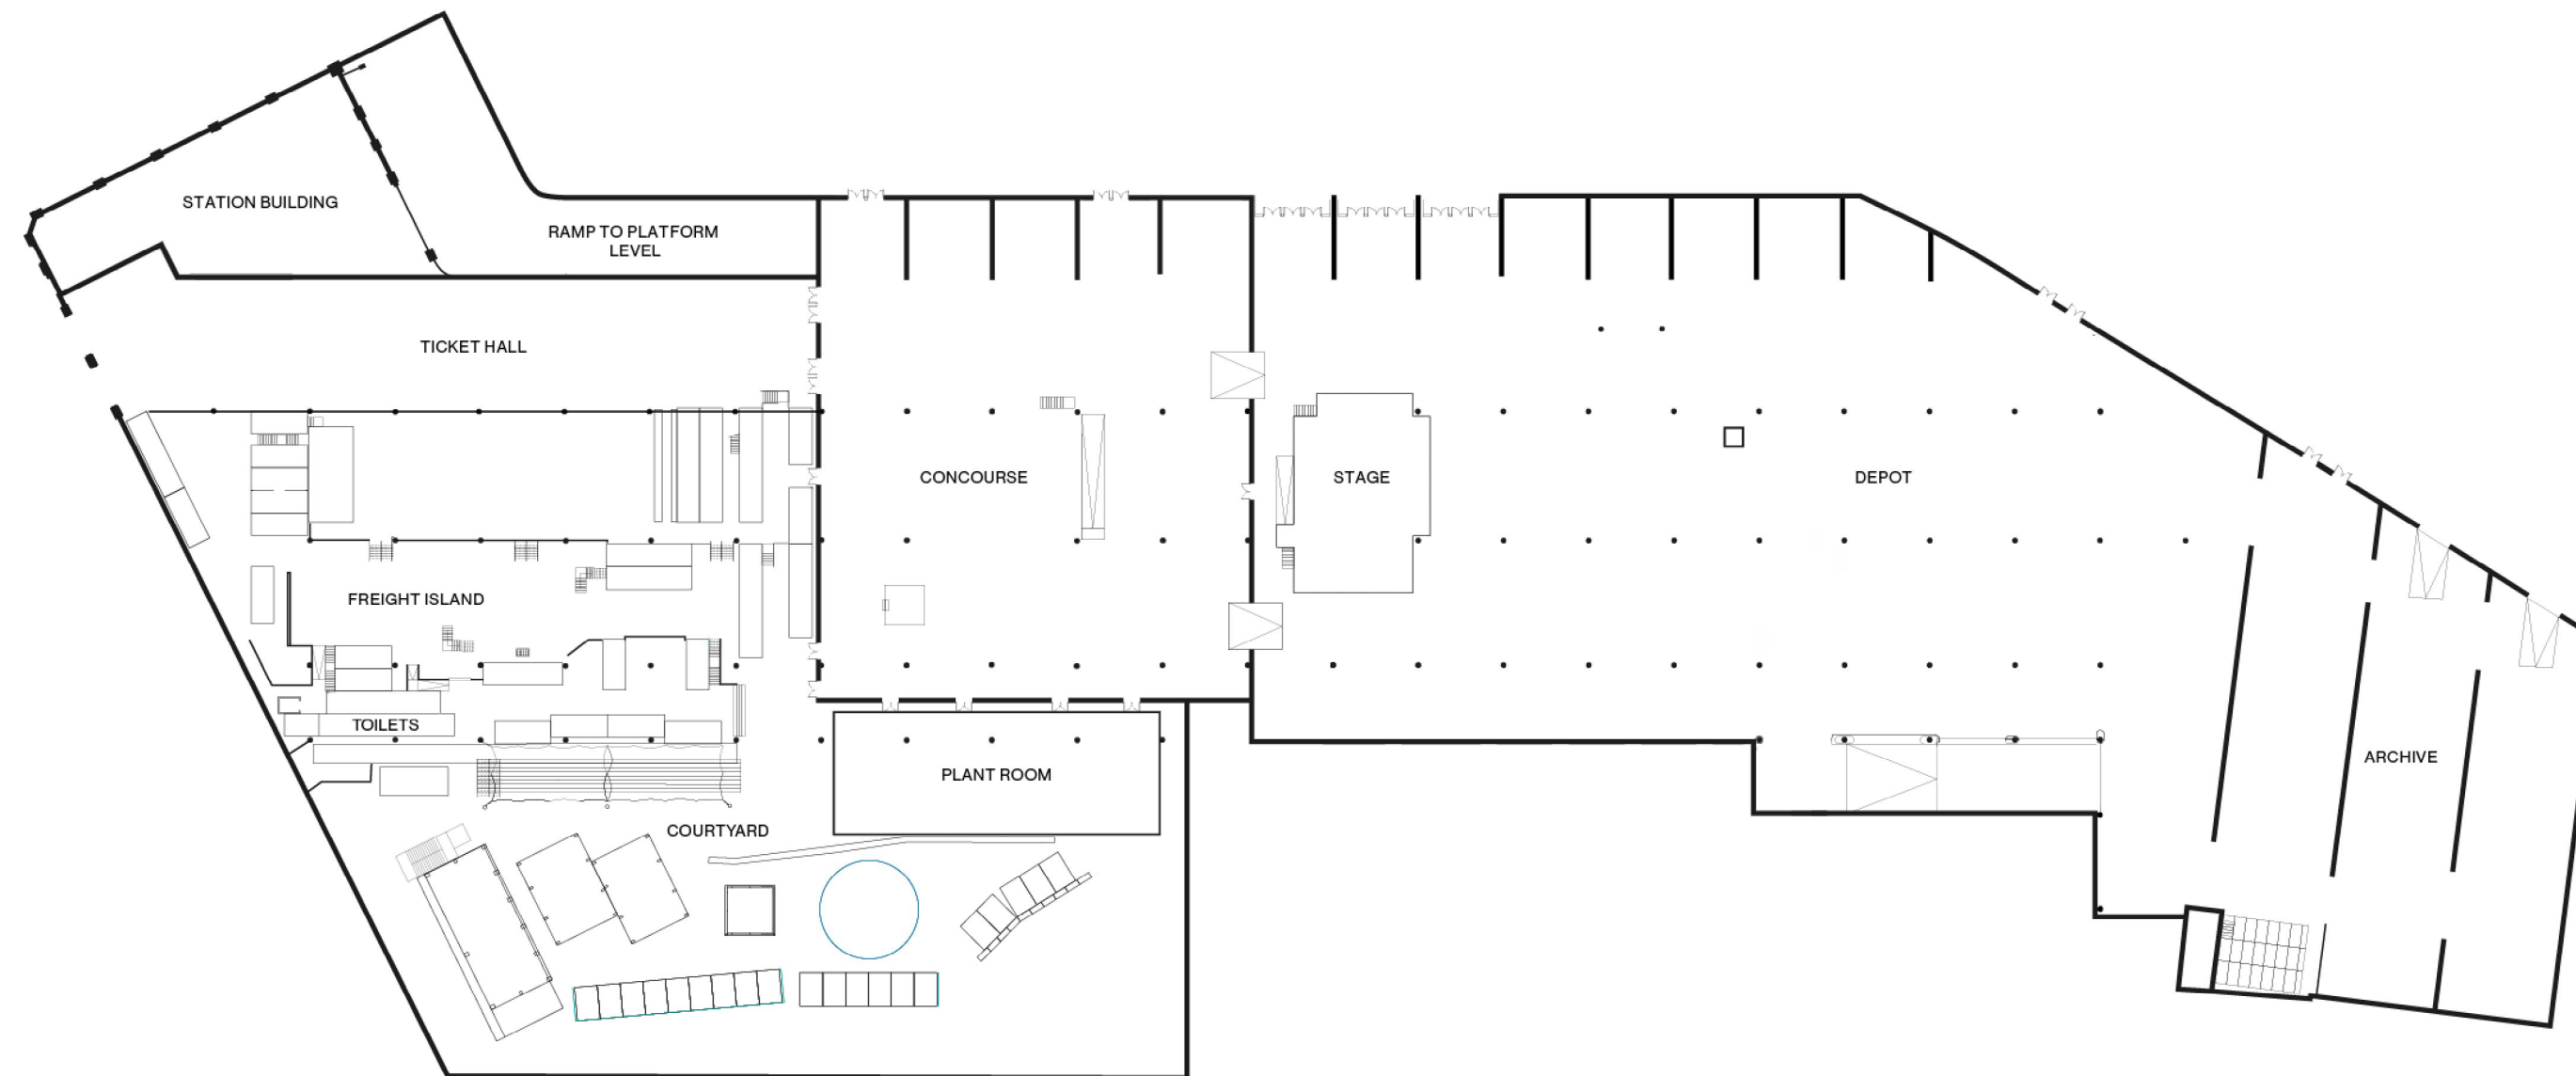 STATION BUILDING
RAMP TO PLATFORM
LEVEL
TICKET HALL
CONCOURSE
STAGE
DEPOT
FREIGHT ISLAND
TOILETS
PLANT ROOM
ARCHIVE
COURTYARD